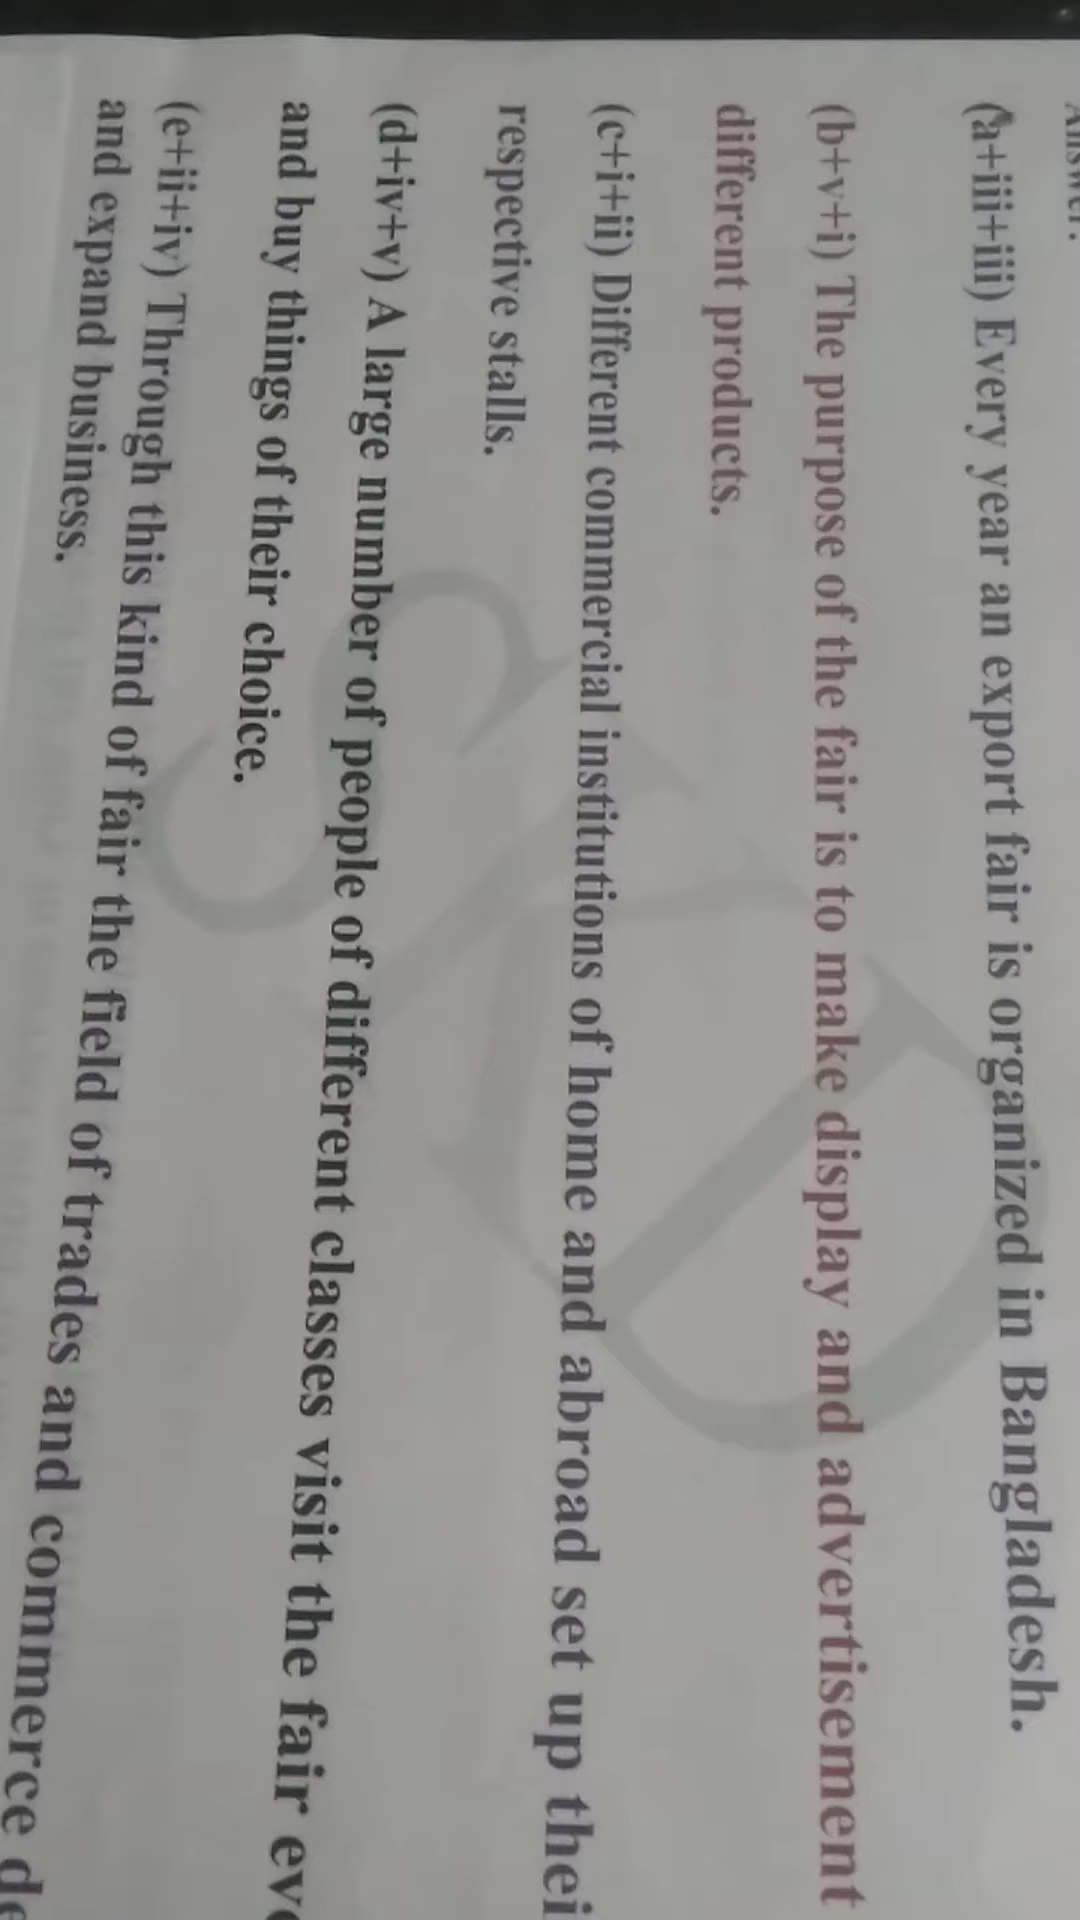 Answer:
(a+iii+iii) Every year an export fair is organized in Bangladesh.
(b+v+i) The purpose of the fair is to make display and advertisement
different products.
(c+i+ii) Different commercial institutions of home and abroad set up thei
respective stalls.
(d+iv+v) A large number of people of different classes visit the fair
and buy things of their choice.
(e+ii+iv) Through this kind of fair the field of trades and commerce
and expand business.
SKD